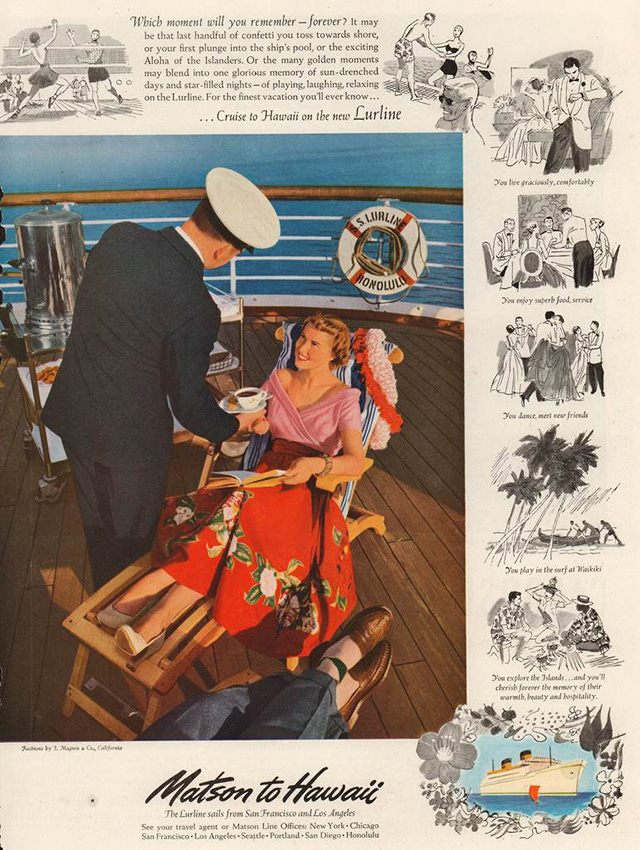 Which moment will you remember—forever? It may
be that last handful of confetti you toss towards shore,
or your first plunge into the ship's pool, or the exciting
Aloha of the Islanders. Or the many golden moments
may blend into one glorious memory of sun-drenched
days and star-filled nights—of playing, laughing, relaxing
on the Lurline. For the finest vacation you'll ever know...
...Cruise to Hawaii on the new Lurline
You live graciously, comfortably
S.S. LURLINE
HONOLULU
You enjoy superb food, service
You dance, meet new friends
You play in the surf at Waikiki
You explore the Islands...and you'll
cherish forever the memory of their
warmth, beauty and hospitality.
Fashions by J. Magnin & Co., California
Matson to Hawaii
The Lurline sails from San Francisco and Los Angeles
See your travel agent or Matson Line Offices: New York • Chicago
San Francisco • Los Angeles • Seattle • Portland • San Diego • Honolulu